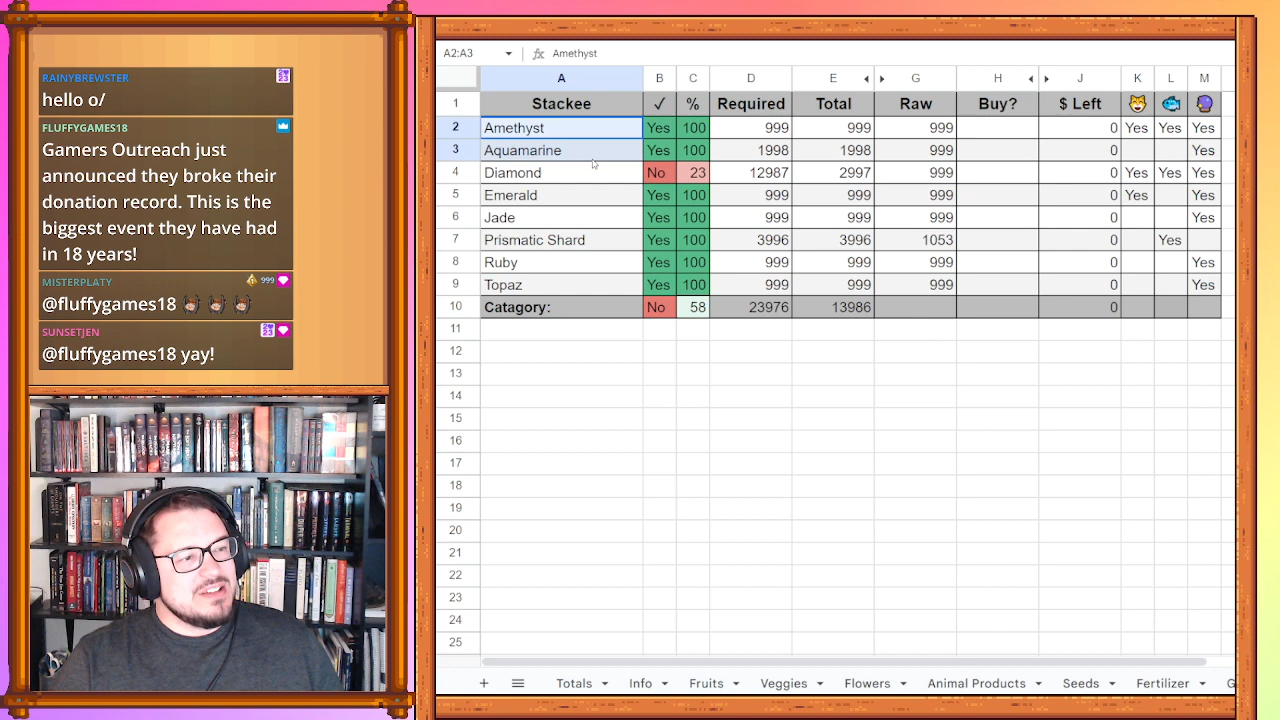 RAINYBREWSTER
hello o/
FLUFFYGAMES18
Gamers Outreach just
announced they broke their
donation record. This is the
biggest event they have had
in 18 years!
MISTERPLATY 999
@fluffygames18
SUNSETJEN
@fluffygames18 yay!
A2:A3 fx Amethyst
A B C D E G H J K L M
1 Stackee ✓ % Required Total Raw Buy? $ Left
2 Amethyst Yes 100 999 999 999 0 Yes Yes Yes
3 Aquamarine Yes 100 1998 1998 999 0 Yes
4 Diamond No 23 12987 2997 999 0 Yes Yes Yes
5 Emerald Yes 100 999 999 999 0 Yes Yes
6 Jade Yes 100 999 999 999 0 Yes
7 Prismatic Shard Yes 100 3996 3996 1053 0 Yes
8 Ruby Yes 100 999 999 999 0 Yes
9 Topaz Yes 100 999 999 999 0 Yes
10 Catagory: No 58 23976 13986 0
11
12
13
14
15
16
17
18
19
20
21
22
23
24
25
+ Totals Info Fruits Veggies Flowers Animal Products Seeds Fertilizer